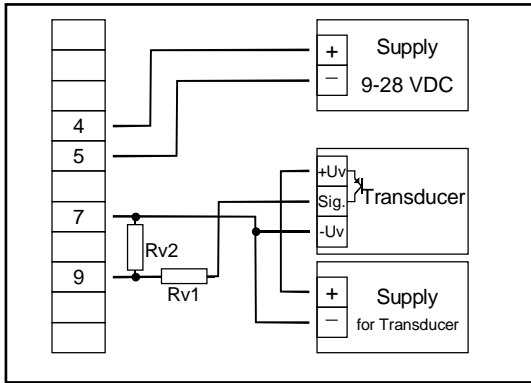 +
Supply
−
9-28 VDC
4
5
+Uv
Sig.
Transducer
-Uv
7
Rv2
9
Rv1
+
Supply
−
for Transducer